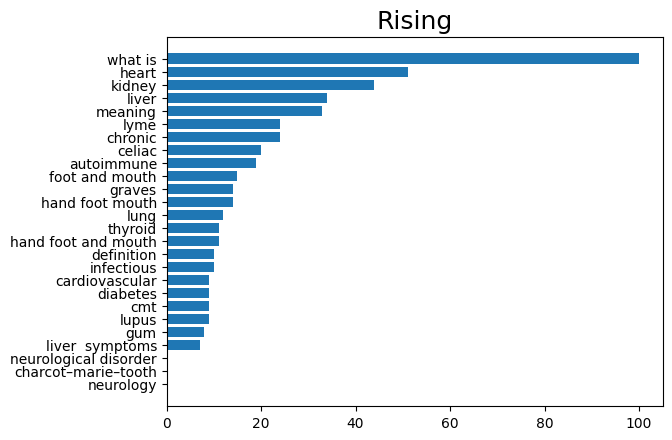 Rising
what is
heart
kidney
liver
meaning
lyme
chronic
celiac
autoimmune
foot and mouth
graves
hand foot mouth
lung
thyroid
hand foot and mouth
definition
infectious
cardiovascular
diabetes
cmt
lupus
gum
liver  symptoms
neurological disorder
charcot–marie–tooth
neurology
0 20 40 60 80 100